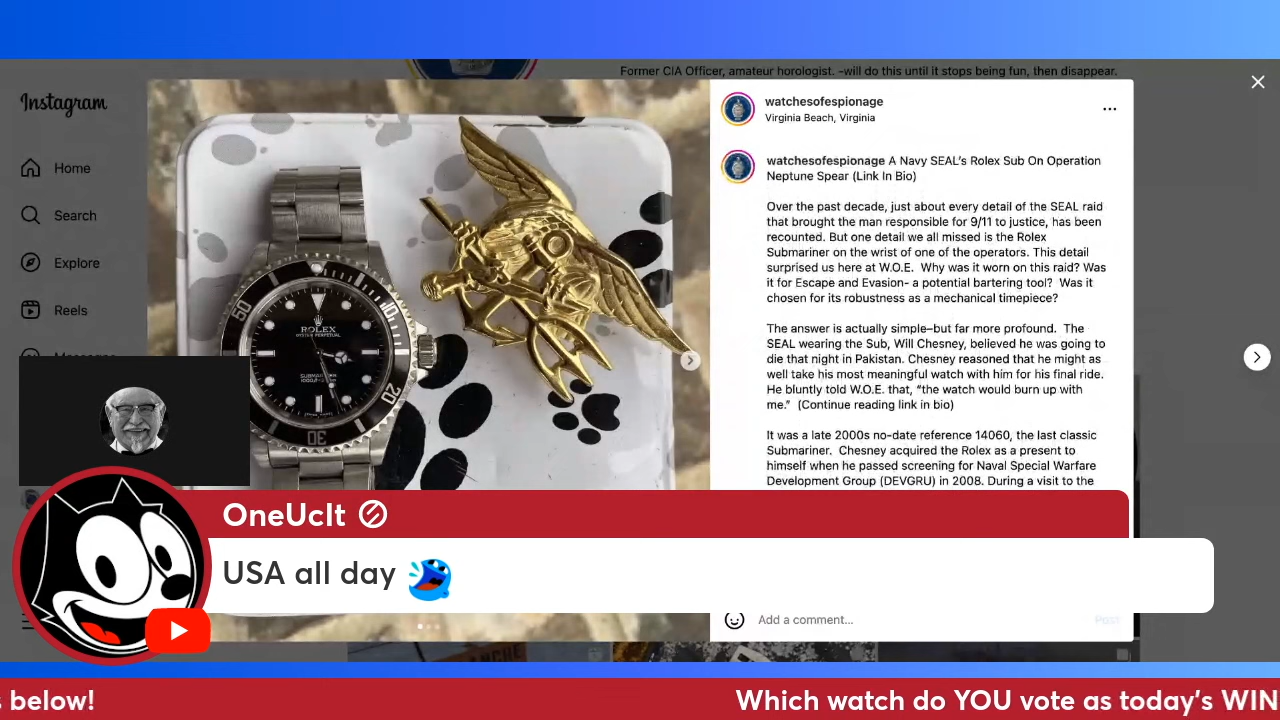 Former CIA Officer, amateur horologist. -will do this until it stops being fun, then disappear.
Instagram
Home
Search
Explore
Reels
watchesofespionage
Virginia Beach, Virginia
watchesofespionage A Navy SEAL's Rolex Sub On Operation
Neptune Spear (Link In Bio)
Over the past decade, just about every detail of the SEAL raid
that brought the man responsible for 9/11 to justice, has been
recounted. But one detail we all missed is the Rolex
Submariner on the wrist of one of the operators. This detail
surprised us here at W.O.E.  Why was it worn on this raid? Was
it for Escape and Evasion- a potential bartering tool?  Was it
chosen for its robustness as a mechanical timepiece?
The answer is actually simple—but far more profound.  The
SEAL wearing the Sub, Will Chesney, believed he was going to
die that night in Pakistan. Chesney reasoned that he might as
well take his most meaningful watch with him for his final ride.
He bluntly told W.O.E. that, "the watch would burn up with
me."  (Continue reading link in bio)
It was a late 2000s no-date reference 14060, the last classic
Submariner.  Chesney acquired the Rolex as a present to
himself when he passed screening for Naval Special Warfare
Development Group (DEVGRU) in 2008. During a visit to the
50
10
20
30
ROLEX
OYSTER PERPETUAL
SUBMARINER
OneUcIt
USA all day
Add a comment...
Post
s below!
Which watch do YOU vote as today's WIN